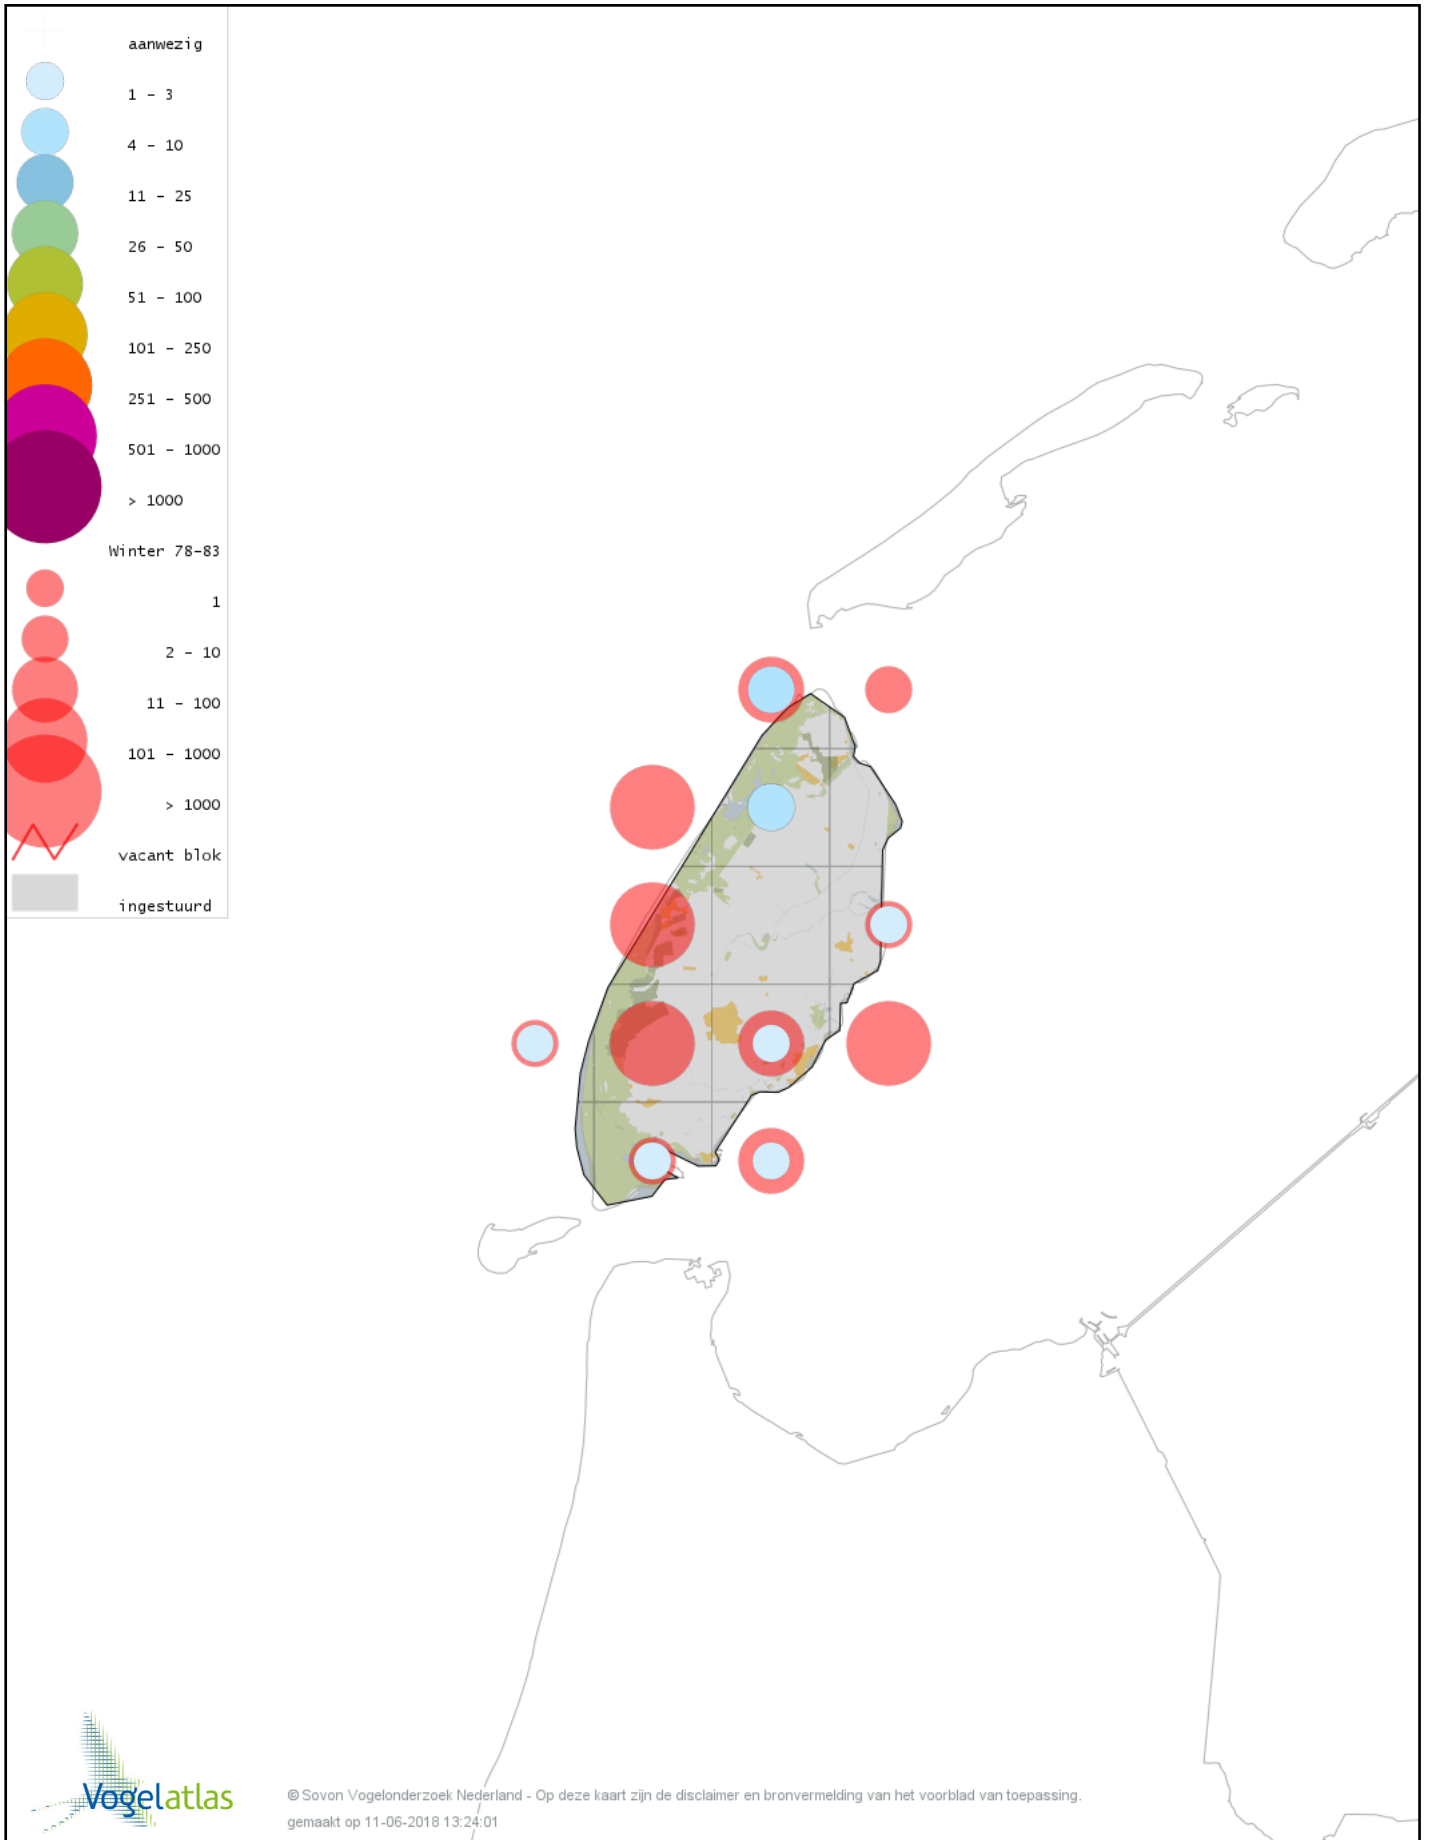 aanwezig
1 - 3
4 - 10
11 - 25
26 - 50
51 - 100
101 - 250
251 - 500
501 - 1000
> 1000
Winter 78-83
1
2 - 10
11 - 100
101 - 1000
> 1000
vacant blok
ingestuurd
Vogelatlas
© Sovon Vogelonderzoek Nederland - Op deze kaart zijn de disclaimer en bronvermelding van het voorblad van toepassing.
gemaakt op 11-06-2018 13:24:01